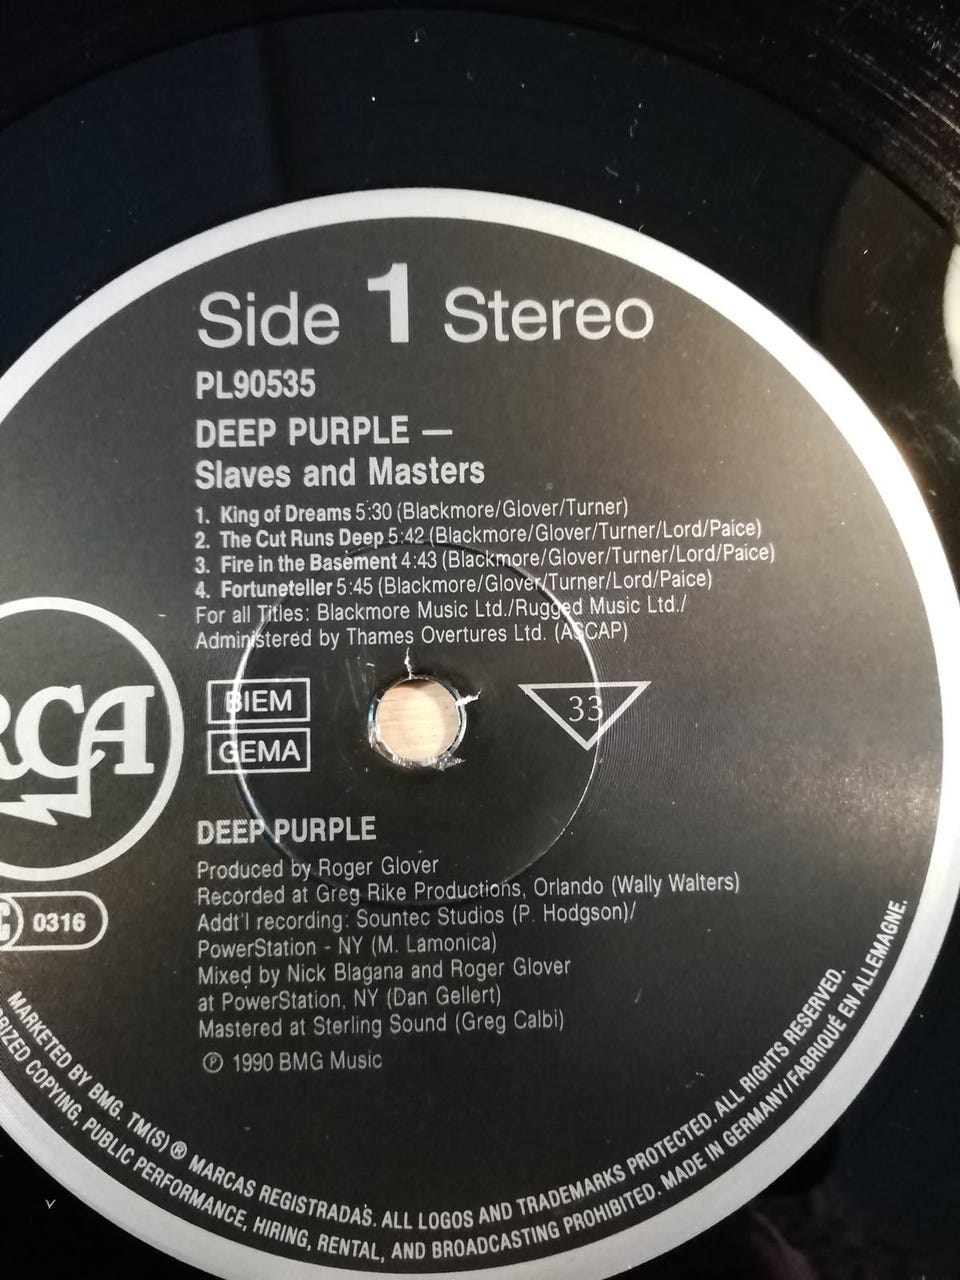 Side 1 Stereo
PL90535
DEEP PURPLE —
Slaves and Masters
1. King of Dreams 5:30 (Blackmore/Glover/Turner)
2. The Cut Runs Deep 5:42 (Blackmore/Glover/Turner/Lord/Paice)
3. Fire in the Basement 4:43 (Blackmore/Glover/Turner/Lord/Paice)
4. Fortuneteller 5:45 (Blackmore/Glover/Turner/Lord/Paice)
For all Titles: Blackmore Music Ltd./Rugged Music Ltd./
Administered by Thames Overtures Ltd. (ASCAP)
RCA
BIEM
GEMA
33
DEEP PURPLE
Produced by Roger Glover
Recorded at Greg Rike Productions, Orlando (Wally Walters)
Addt'l recording: Sountec Studios (P. Hodgson)/
PowerStation - NY (M. Lamonica)
Mixed by Nick Blagana and Roger Glover
at PowerStation, NY (Dan Gellert)
Mastered at Sterling Sound (Greg Calbi)
℗ 1990 BMG Music
0316
MARKETED BY BMG. TM(S) ® MARCAS REGISTRADAS. ALL LOGOS AND TRADEMARKS PROTECTED. ALL RIGHTS RESERVED.
COPYING, PUBLIC PERFORMANCE, HIRING, RENTAL, AND BROADCASTING PROHIBITED. MADE IN GERMANY/FABRIQUÉ EN ALLEMAGNE.